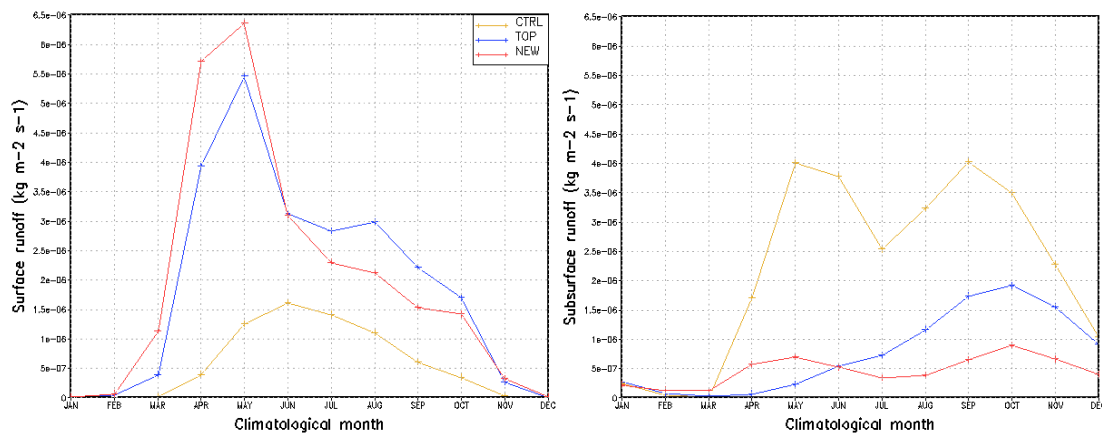 6.5e-06
6e-06
5.5e-06
5e-06
4.5e-06
4e-06
3.5e-06
3e-06
2.5e-06
2e-06
1.5e-06
1e-06
5e-07
0
Surface runoff (kg m-2 s-1)
JAN FEB MAR APR MAY JUN JUL AUG SEP OCT NOV DEC
Climatological month
CTRL
TOP
NEW
6.5e-06
6e-06
5.5e-06
5e-06
4.5e-06
4e-06
3.5e-06
3e-06
2.5e-06
2e-06
1.5e-06
1e-06
5e-07
0
Subsurface runoff (kg m-2 s-1)
JAN FEB MAR APR MAY JUN JUL AUG SEP OCT NOV DEC
Climatological month